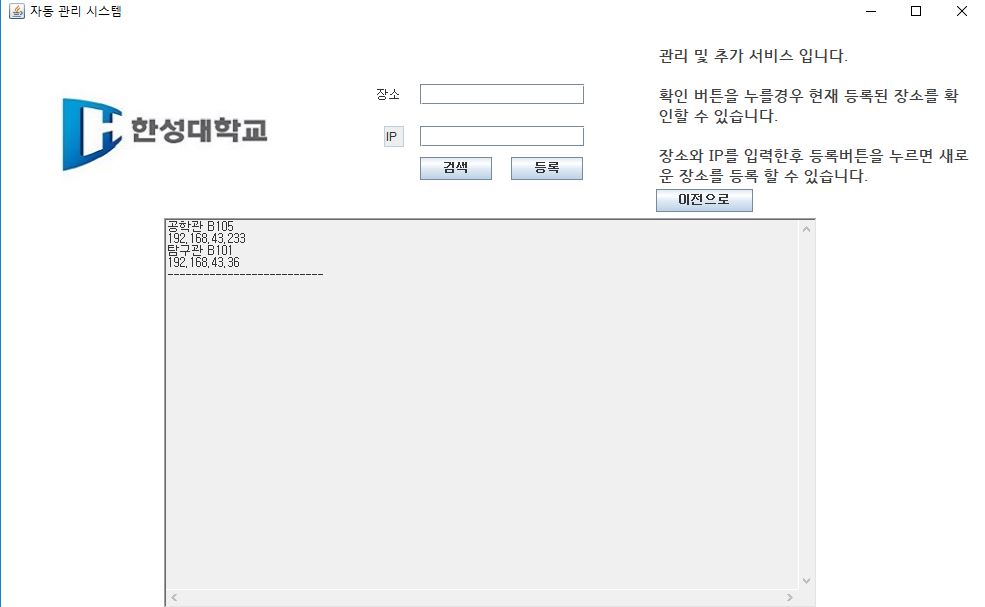 자동 관리 시스템
한성대학교
장소
IP
검색
등록
관리 및 추가 서비스 입니다.
확인 버튼을 누를경우 현재 등록된 장소를 확
인할 수 있습니다.
장소와 IP를 입력한후 등록버튼을 누르면 새로
운 장소를 등록 할 수 있습니다.
이전으로
공학관 B105
192.168.43.233
탐구관 B101
192.168.43.36
--------------------------